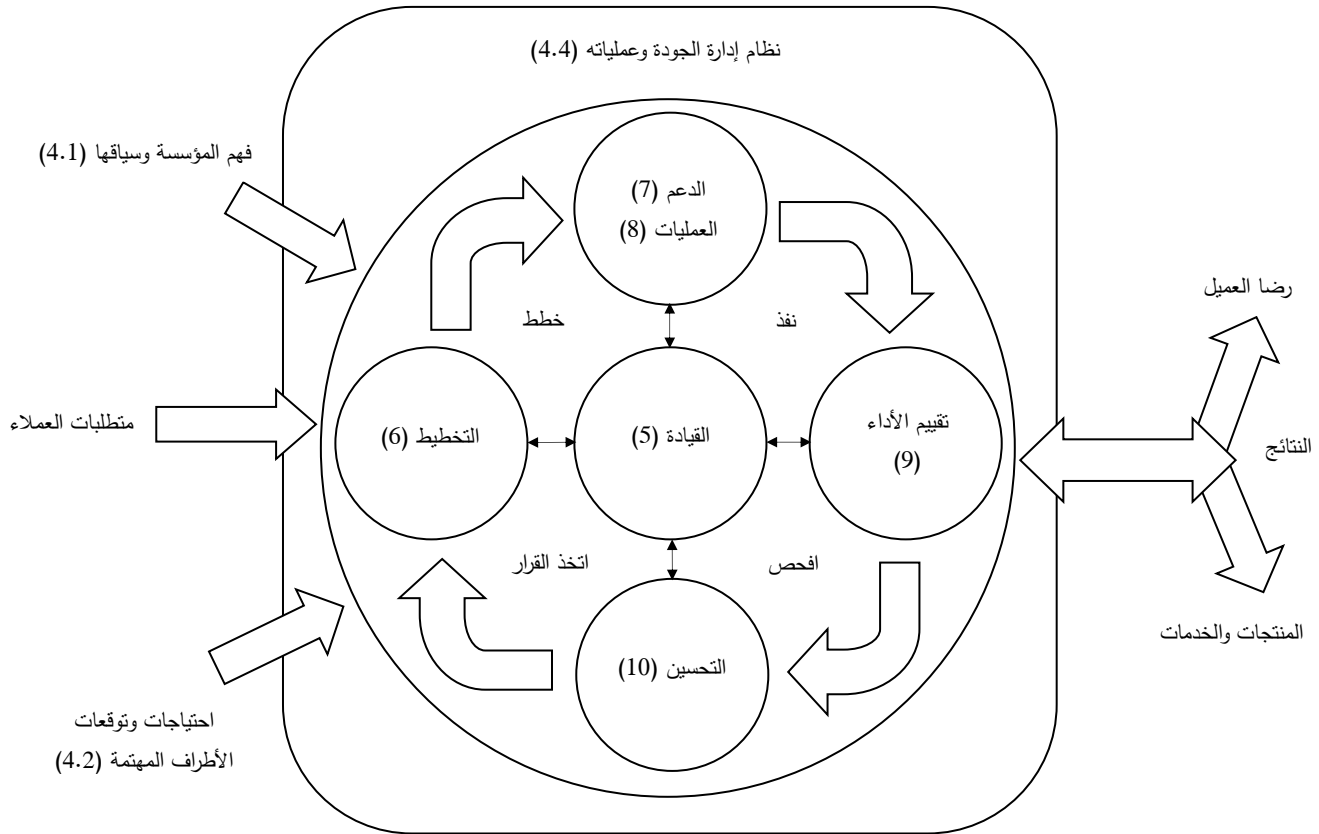 نظام إدارة الجودة وعملياته (4.4)
فهم المؤسسة وسياقها (4.1)
الدعم (7)
العمليات (8)
رضا العميل
خطط
نفذ
متطلبات العملاء
التخطيط (6)
القيادة (5)
تقييم الأداء
(9)
النتائج
اتخذ القرار
افحص
المنتجات والخدمات
التحسين (10)
احتياجات وتوقعات
الأطراف المهتمة (4.2)